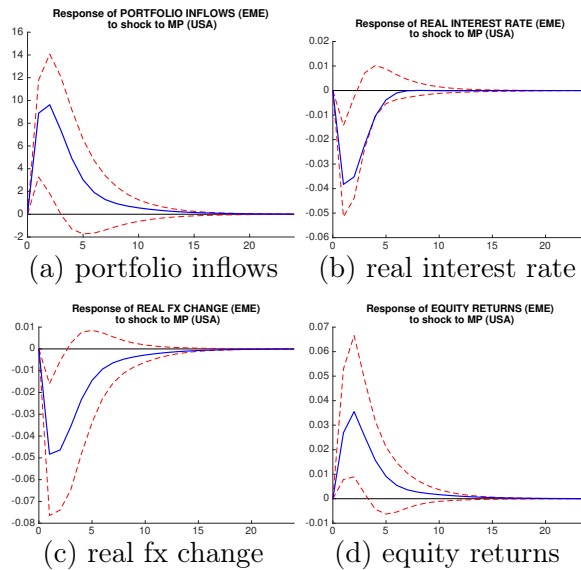 Response of PORTFOLIO INFLOWS (EME)
to shock to MP (USA)
16
14
12
10
8
6
4
2
0
-2
0 5 10 15 20
(a) portfolio inflows
Response of REAL INTEREST RATE (EME)
to shock to MP (USA)
0.02
0.01
0
-0.01
-0.02
-0.03
-0.04
-0.05
-0.06
0 5 10 15 20
(b) real interest rate
Response of REAL FX CHANGE (EME)
to shock to MP (USA)
0.01
0
-0.01
-0.02
-0.03
-0.04
-0.05
-0.06
-0.07
-0.08
0 5 10 15 20
(c) real fx change
Response of EQUITY RETURNS (EME)
to shock to MP (USA)
0.07
0.06
0.05
0.04
0.03
0.02
0.01
0
-0.01
0 5 10 15 20
(d) equity returns